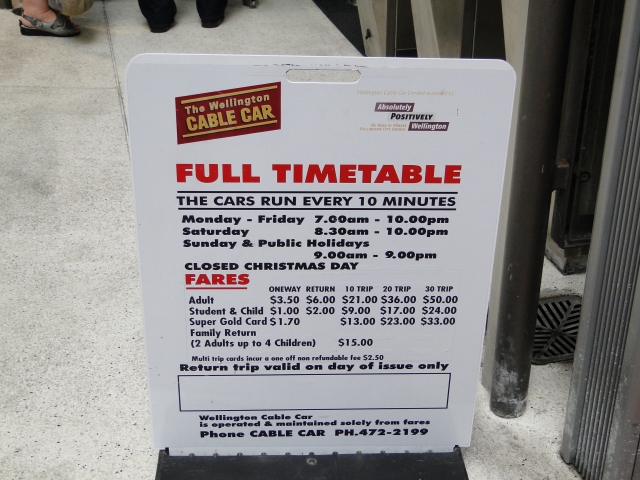 The Wellington
CABLE CAR
Absolutely
POSITIVELY
Wellington
FULL TIMETABLE
THE CARS RUN EVERY 10 MINUTES
Monday - Friday 7.00am - 10.00pm
Saturday 8.30am - 10.00pm
Sunday & Public Holidays
9.00am - 9.00pm
CLOSED CHRISTMAS DAY
FARES
ONEWAY RETURN 10 TRIP 20 TRIP 30 TRIP
Adult $3.50 $6.00 $21.00 $36.00 $50.00
Student & Child $1.00 $2.00 $9.00 $17.00 $24.00
Super Gold Card $1.70 $13.00 $23.00 $33.00
Family Return
(2 Adults up to 4 Children) $15.00
Multi trip cards incur a one off non refundable fee $2.50
Return trip valid on day of issue only
Wellington Cable Car
is operated & maintained solely from fares
Phone CABLE CAR PH.472-2199